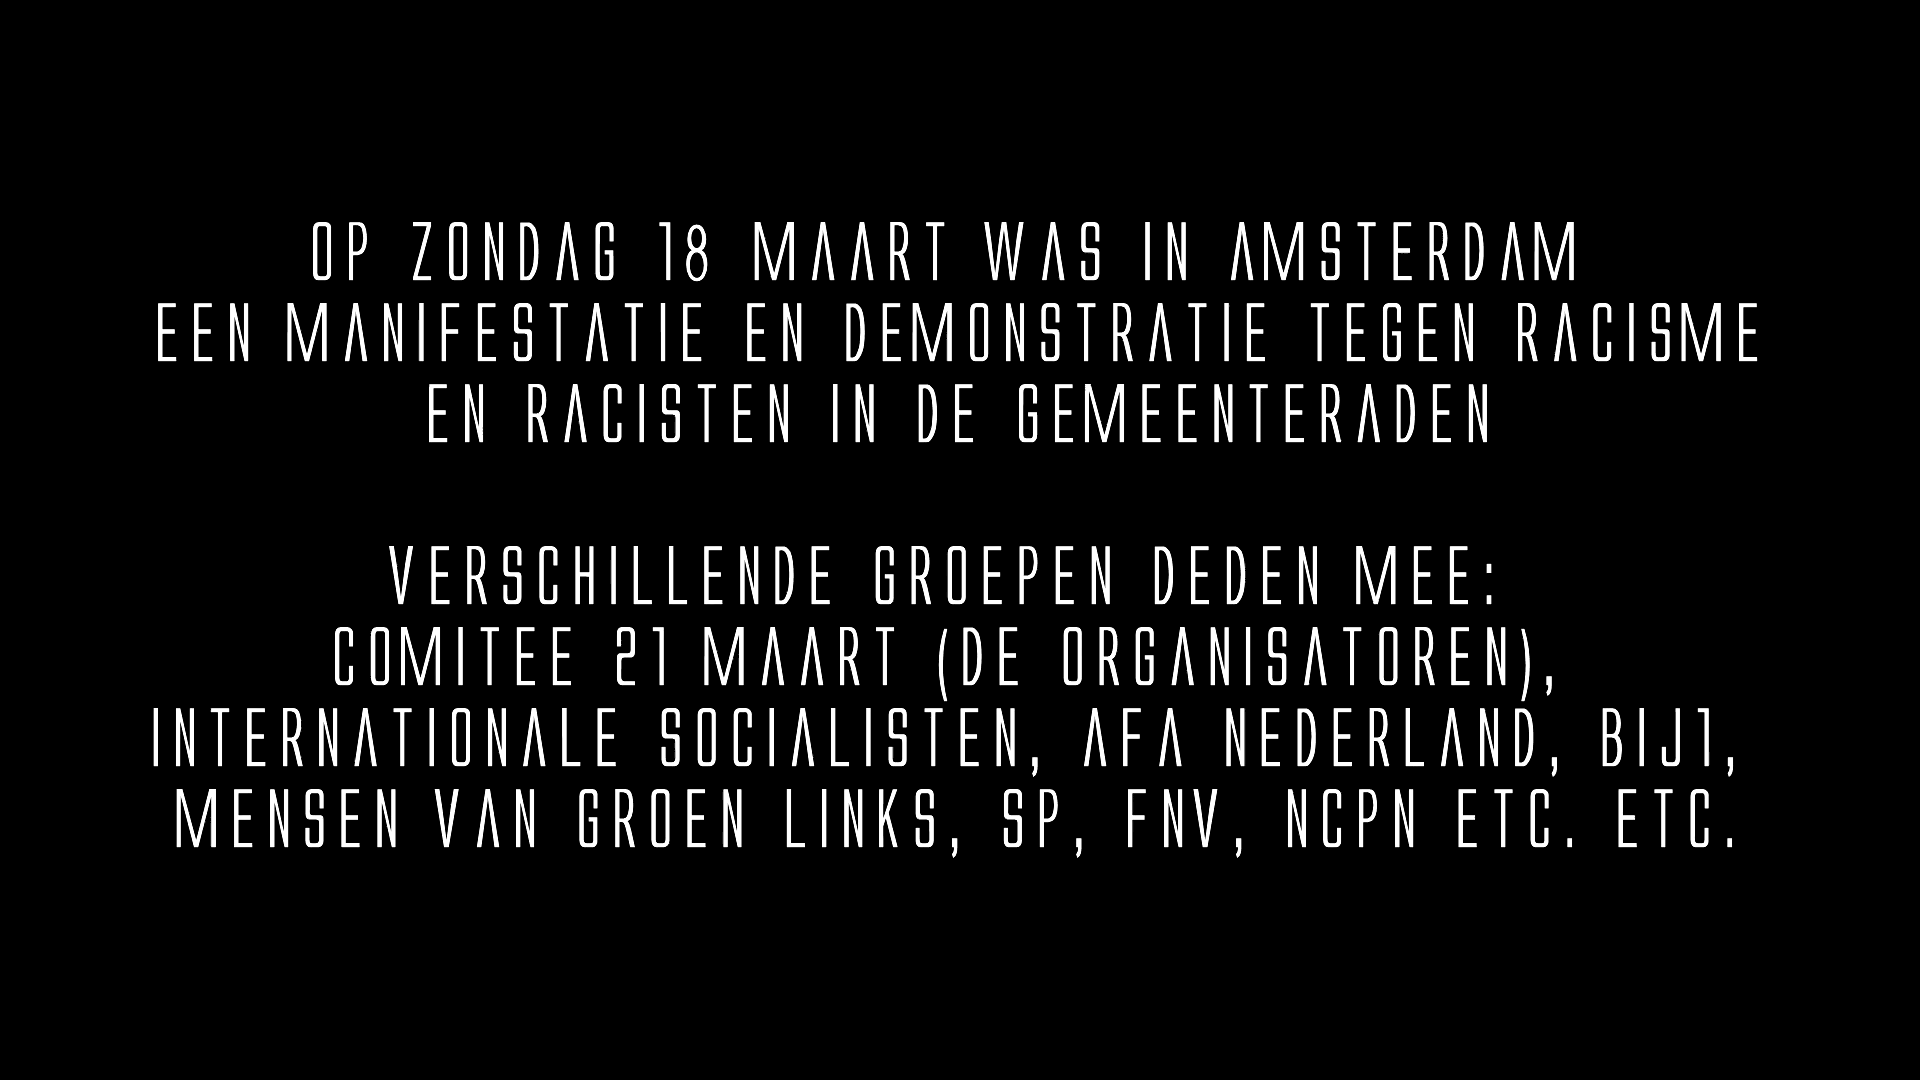 OP ZONDAG 18 MAART WAS IN AMSTERDAM
EEN MANIFESTATIE EN DEMONSTRATIE TEGEN RACISME
EN RACISTEN IN DE GEMEENTERADEN
VERSCHILLENDE GROEPEN DEDEN MEE:
COMITEE 21 MAART (DE ORGANISATOREN),
INTERNATIONALE SOCIALISTEN, AFA NEDERLAND, BIJ1,
MENSEN VAN GROEN LINKS, SP, FNV, NCPN ETC. ETC.